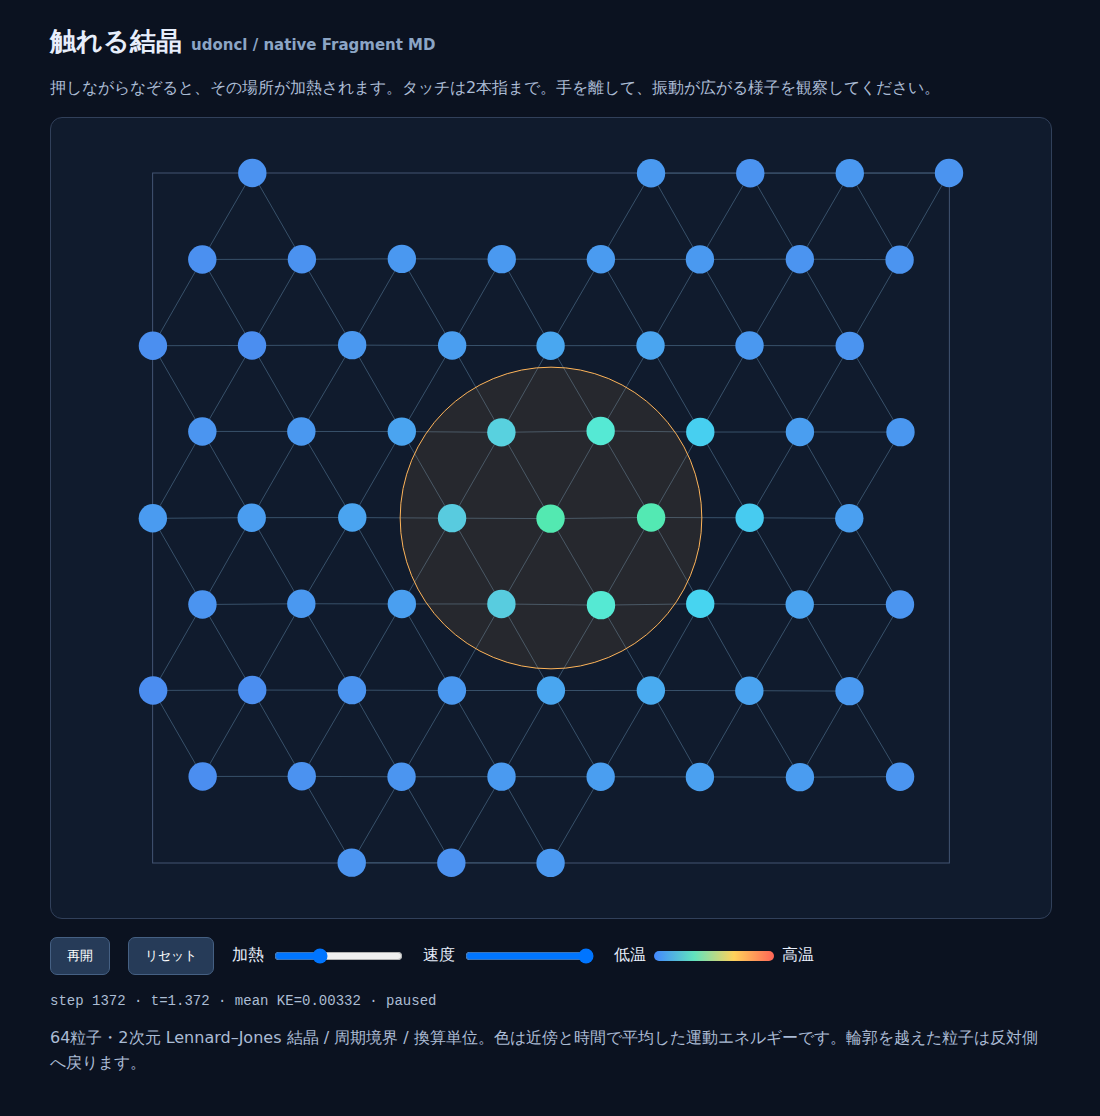 触れる結晶 udoncl / native Fragment MD
押しながらなぞると、その場所が加熱されます。タッチは2本指まで。手を離して、振動が広がる様子を観察してください。
再開 リセット 加熱 速度 低温 高温
step 1372 · t=1.372 · mean KE=0.00332 · paused
64粒子・2次元 Lennard–Jones 結晶 / 周期境界 / 換算単位。色は近傍と時間で平均した運動エネルギーです。輪郭を越えた粒子は反対側
へ戻ります。